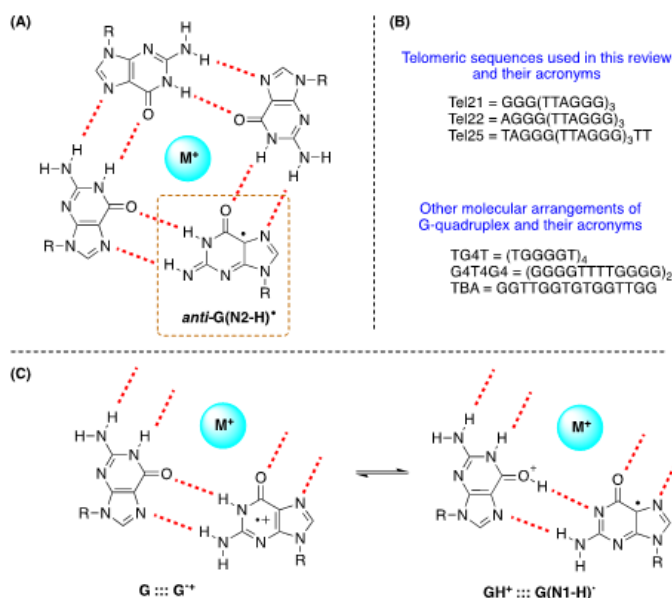 (A)
R
H
N N N H
N N H
O
N R
N
O N
N
H N N H
H
M⁺
H H
H N N
N O
N N
R
O
H N • N
H N N N
R
anti-G(N2-H)•
(B)
Telomeric sequences used in this review
and their acronyms
Tel21 = GGG(TTAGGG)₃
Tel22 = AGGG(TTAGGG)₃
Tel25 = TAGGG(TTAGGG)₃TT
Other molecular arrangements of
G-quadruplex and their acronyms
TG4T = (TGGGGT)₄
G4T4G4 = (GGGGTTTTGGGG)₂
TBA = GGTTGGTGTGGTTGG
(C)
M⁺
H H
H N N
N O
R N N
O
H N •+ N
H N N N
H R
G ::: G•+
M⁺
H H
H N N
N O⁺ H
R N N
O
N • N
H N N N
H R
GH⁺ ::: G(N1-H)•